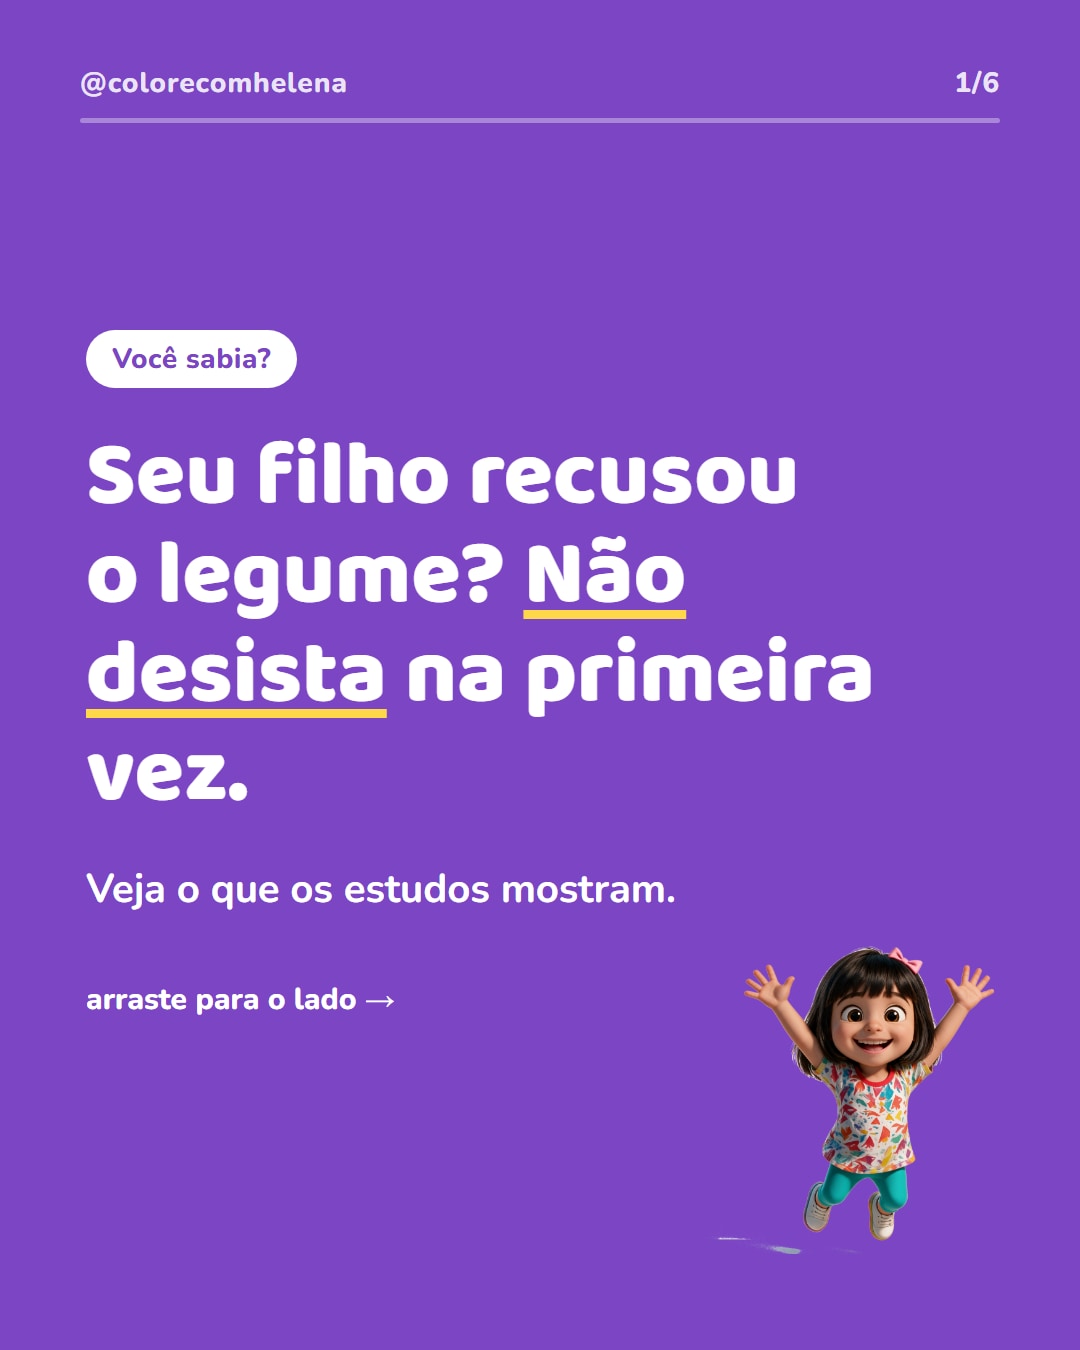 @colorecomhelena
1/6
Você sabia?
Seu filho recusou
o legume? Não
desista na primeira
vez.
Veja o que os estudos mostram.
arraste para o lado →